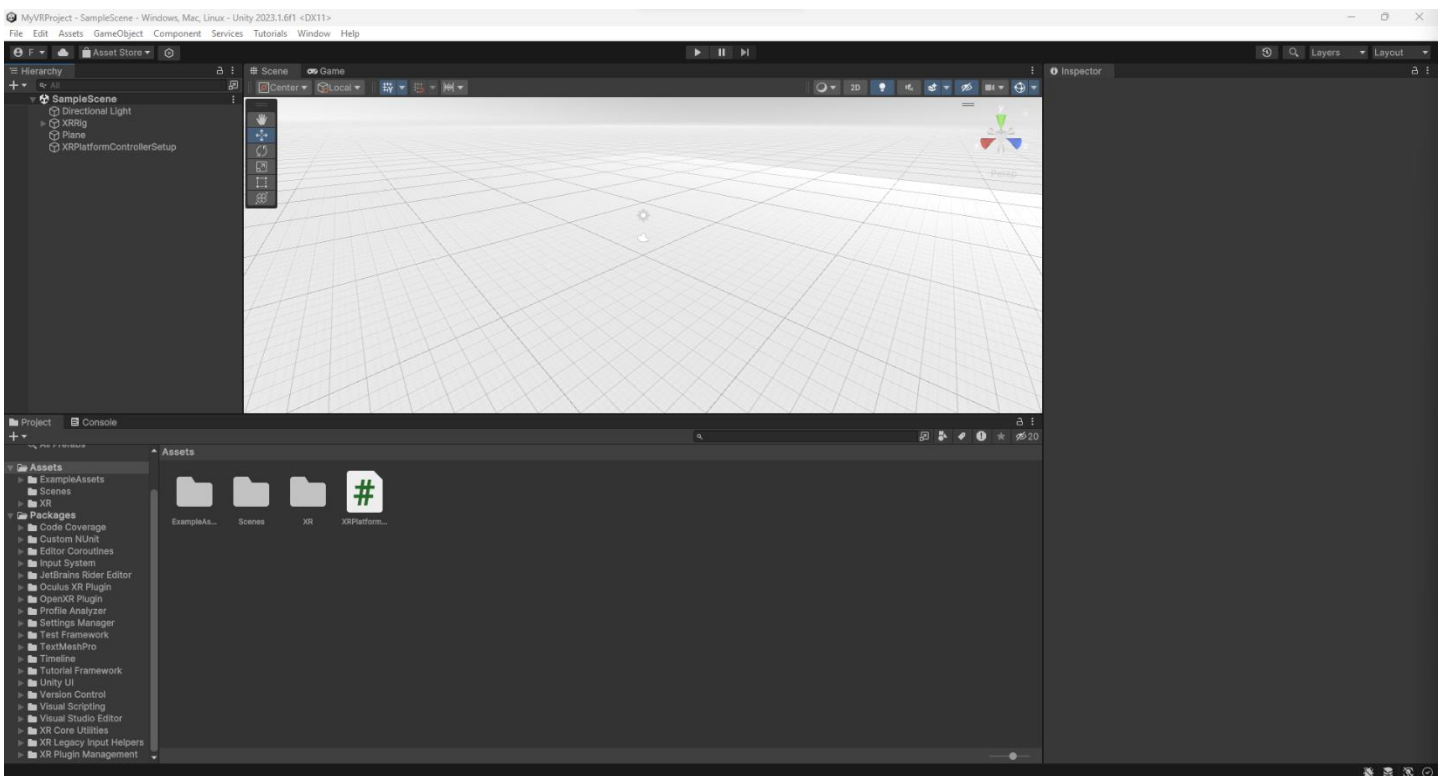 MyVRProject - SampleScene - Windows, Mac, Linux - Unity 2023.1.6f1 <DX11>
File Edit Assets GameObject Component Services Tutorials Window Help
F Asset Store Layers Layout
Hierarchy
All
SampleScene
Directional Light
XRRig
Plane
XRPlatformControllerSetup
Scene Game
Center Local 2D
y
Persp
Inspector
Project Console
20
All Prefabs
Assets
ExampleAssets
Scenes
XR
Packages
Code Coverage
Custom NUnit
Editor Coroutines
Input System
JetBrains Rider Editor
Oculus XR Plugin
OpenXR Plugin
Profile Analyzer
Settings Manager
Test Framework
TextMeshPro
Timeline
Tutorial Framework
Unity UI
Version Control
Visual Scripting
Visual Studio Editor
XR Core Utilities
XR Legacy Input Helpers
XR Plugin Management
Assets
#
ExampleAs... Scenes XR XRPlatform...